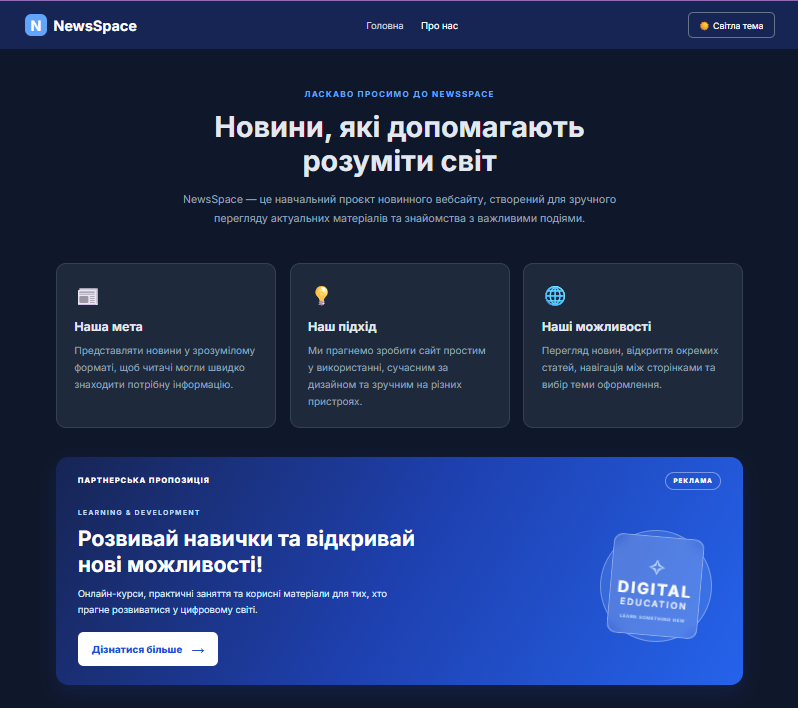 N NewsSpace
Головна
Про нас
Світла тема
ЛАСКАВО ПРОСИМО ДО NEWSSPACE
Новини, які допомагають
розуміти світ
NewsSpace — це навчальний проєкт новинного вебсайту, створений для зручного
перегляду актуальних матеріалів та знайомства з важливими подіями.
Наша мета
Представляти новини у зрозумілому
форматі, щоб читачі могли швидко
знаходити потрібну інформацію.
Наш підхід
Ми прагнемо зробити сайт простим
у використанні, сучасним за
дизайном та зручним на різних
пристроях.
Наші можливості
Перегляд новин, відкриття окремих
статей, навігація між сторінками та
вибір теми оформлення.
ПАРТНЕРСЬКА ПРОПОЗИЦІЯ
РЕКЛАМА
LEARNING & DEVELOPMENT
Розвивай навички та відкривай
нові можливості!
Онлайн-курси, практичні заняття та корисні матеріали для тих, хто
прагне розвиватися у цифровому світі.
Дізнатися більше →
DIGITAL
EDUCATION
LEARN SOMETHING NEW